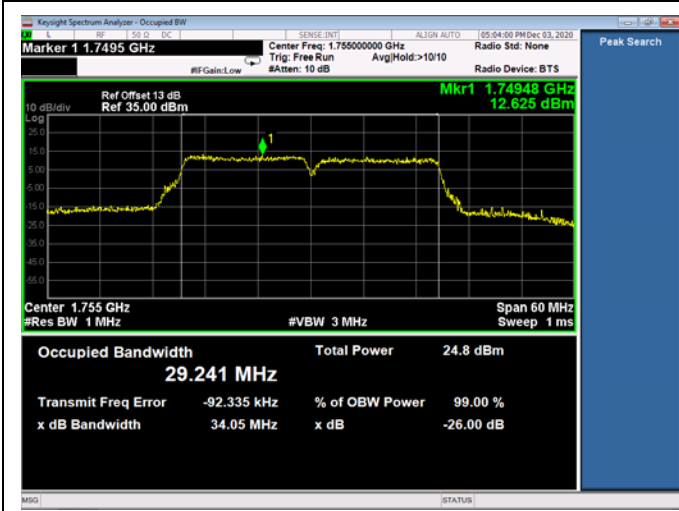 Keysight Spectrum Analyzer - Occupied BW
L RF 50 Ω DC SENSE:INT ALIGN AUTO 05:04:00 PM Dec 03, 2020
Marker 1 1.7495 GHz
Center Freq: 1.755000000 GHz Radio Std: None
Trig: Free Run Avg|Hold:>10/10
#IFGain:Low #Atten: 10 dB Radio Device: BTS
Peak Search
Ref Offset 13 dB
Mkr1 1.74948 GHz
10 dB/div Ref 35.00 dBm
12.625 dBm
Log
25.0
15.0
5.00
-5.00
-15.0
-25.0
-35.0
-45.0
-55.0
1
Center 1.755 GHz Span 60 MHz
#Res BW 1 MHz #VBW 3 MHz Sweep 1 ms
Occupied Bandwidth Total Power 24.8 dBm
29.241 MHz
Transmit Freq Error -92.335 kHz % of OBW Power 99.00 %
x dB Bandwidth 34.05 MHz x dB -26.00 dB
MSG STATUS